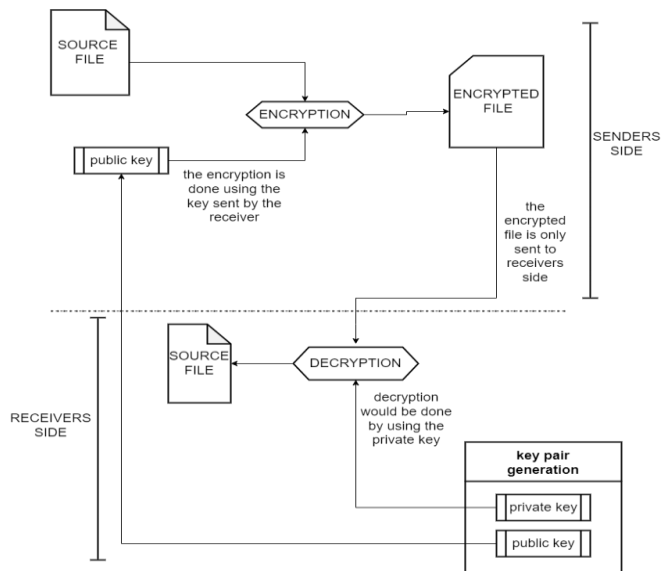 SOURCE
FILE
ENCRYPTION
ENCRYPTED
FILE
SENDERS
SIDE
public key
the encryption is
done using the
key sent by the
receiver
the
encrypted
file is only
sent to
receivers
side
SOURCE
FILE
DECRYPTION
RECEIVERS
SIDE
decryption
would be done
by using the
private key
key pair
generation
private key
public key